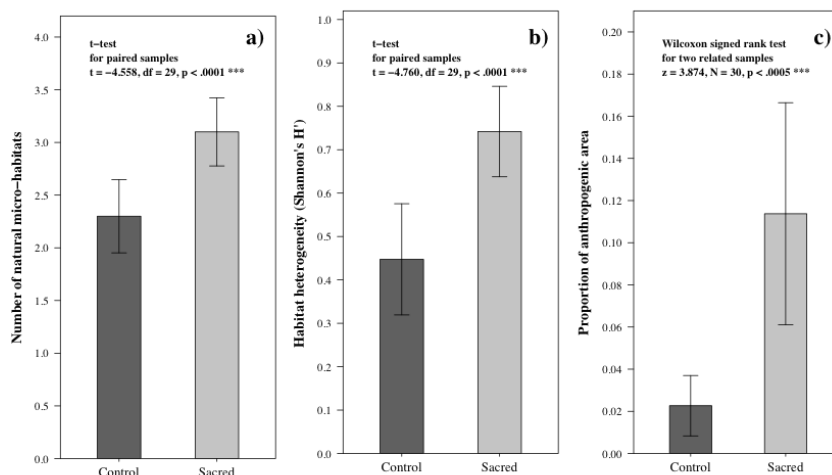 a)
t−test
for paired samples
t = −4.558, df = 29, p < .0001 ***
Number of natural micro−habitats
4.0
3.5
3.0
2.5
2.0
1.5
1.0
0.5
0.0
Control
Sacred
b)
t−test
for paired samples
t = −4.760, df = 29, p < .0001 ***
Habitat heterogeneity (Shannon's H')
1.0
0.9
0.8
0.7
0.6
0.5
0.4
0.3
0.2
0.1
0.0
Control
Sacred
c)
Wilcoxon signed rank test
for two related samples
z = 3.874, N = 30, p < .0005 ***
Proportion of anthropogenic area
0.20
0.18
0.16
0.14
0.12
0.10
0.08
0.06
0.04
0.02
0.00
Control
Sacred